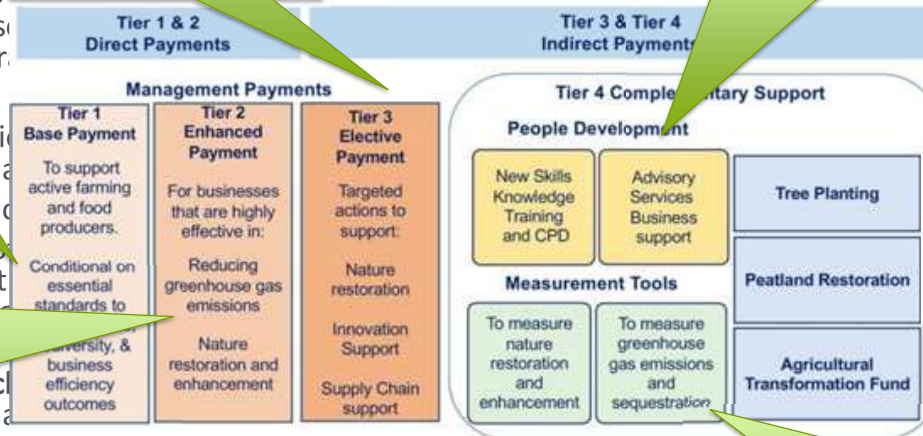 Tier 1 & 2
Direct Payments
Tier 3 & Tier 4
Indirect Payments
Management Payments
Tier 1
Base Payment
To support
active farming
and food
producers.
Conditional on
essential
standards to
business
efficiency
outcomes
Tier 2
Enhanced
Payment
For businesses
that are highly
effective in:
Reducing
greenhouse gas
emissions
Nature
restoration and
enhancement
Tier 3
Elective
Payment
Targeted
actions to
support:
Nature
restoration
Innovation
Support
Supply Chain
support
Tier 4 Support
People Development
New Skills
Knowledge
Training
and CPD
Advisory
Services
Business
support
Measurement Tools
To measure
nature
restoration
and
enhancement
To measure
greenhouse
gas emissions
and
sequestration
Tree Planting
Peatland Restoration
Agricultural
Transformation Fund